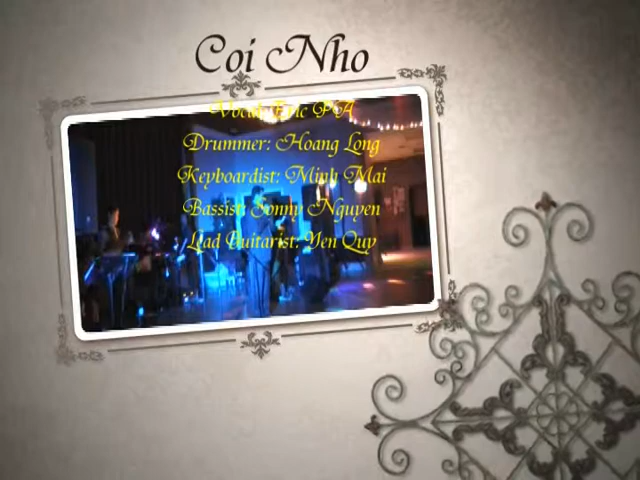 Coi Nho
Vocal: Eric PA
Drummer: Hoang Long
Keyboardist: Minh Mai
Bassist: Sonny Nguyen
Lead Guitarist: Yen Quy